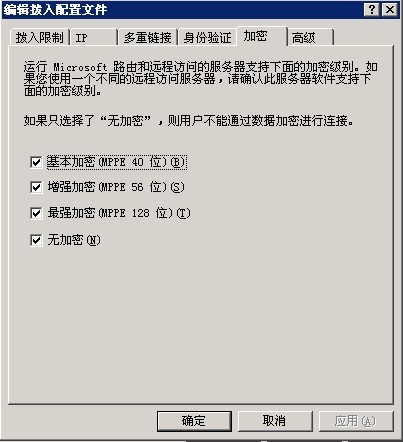 编辑拨入配置文件
拨入限制 IP 多重链接 身份验证 加密 高级
运行 Microsoft 路由和远程访问的服务器支持下面的加密级别。如
果您使用一个不同的远程访问服务器，请确认此服务器软件支持下
面的加密级别。
如果只选择了“无加密”，则用户不能通过数据加密进行连接。
基本加密(MPPE 40 位)(B)
增强加密(MPPE 56 位)(S)
最强加密(MPPE 128 位)(T)
无加密(N)
确定 取消 应用(A)